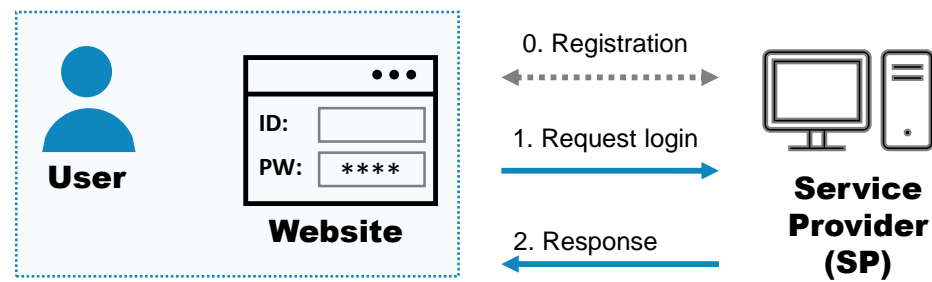 User
ID:
PW: ****
Website
0. Registration
1. Request login
2. Response
Service
Provider
(SP)